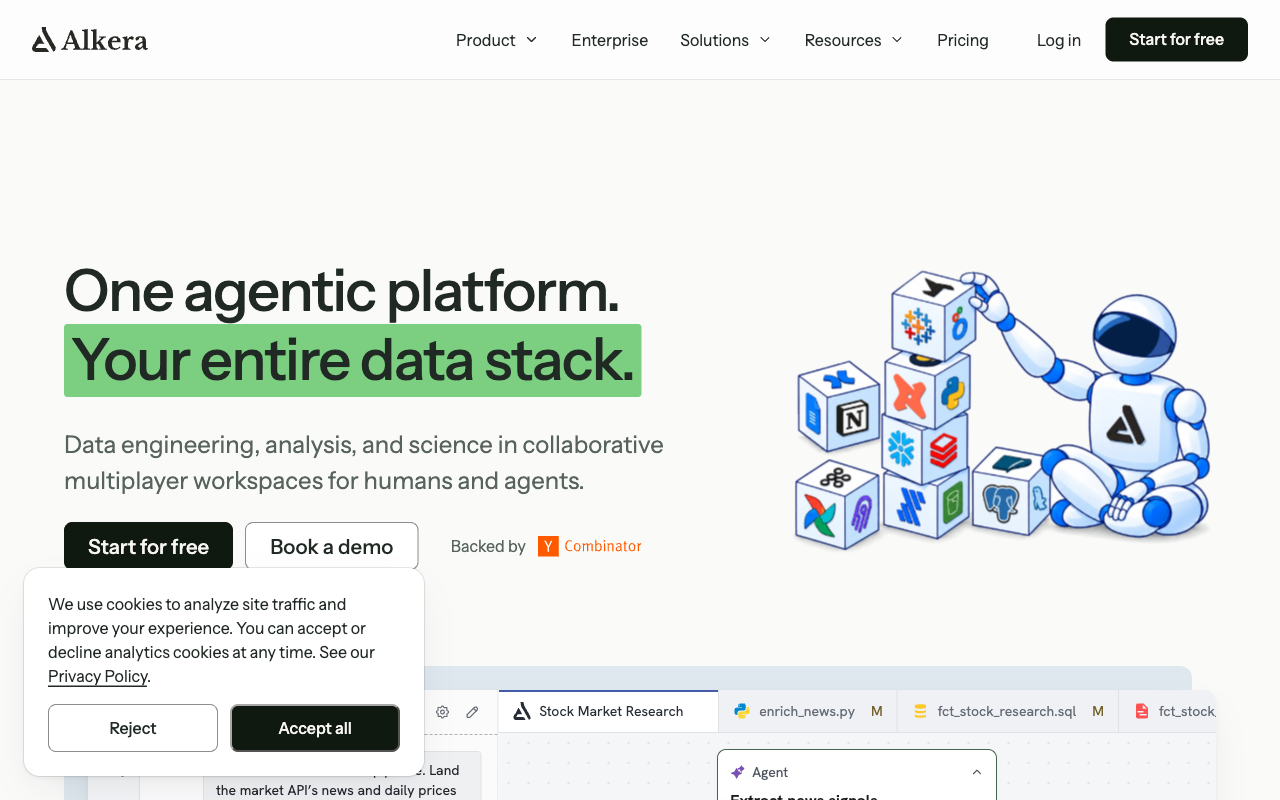 Alkera
Product
Enterprise
Solutions
Resources
Pricing
Log in
Start for free
One agentic platform.
Your entire data stack.
Data engineering, analysis, and science in collaborative
multiplayer workspaces for humans and agents.
Start for free
Book a demo
Backed by
Y Combinator
We use cookies to analyze site traffic and
improve your experience. You can accept or
decline analytics cookies at any time. See our
Privacy Policy.
Reject
Accept all
Stock Market Research
enrich_news.py M
fct_stock_research.sql M
fct_stock_
Land
the market API's news and daily prices
Agent
Extract news signals